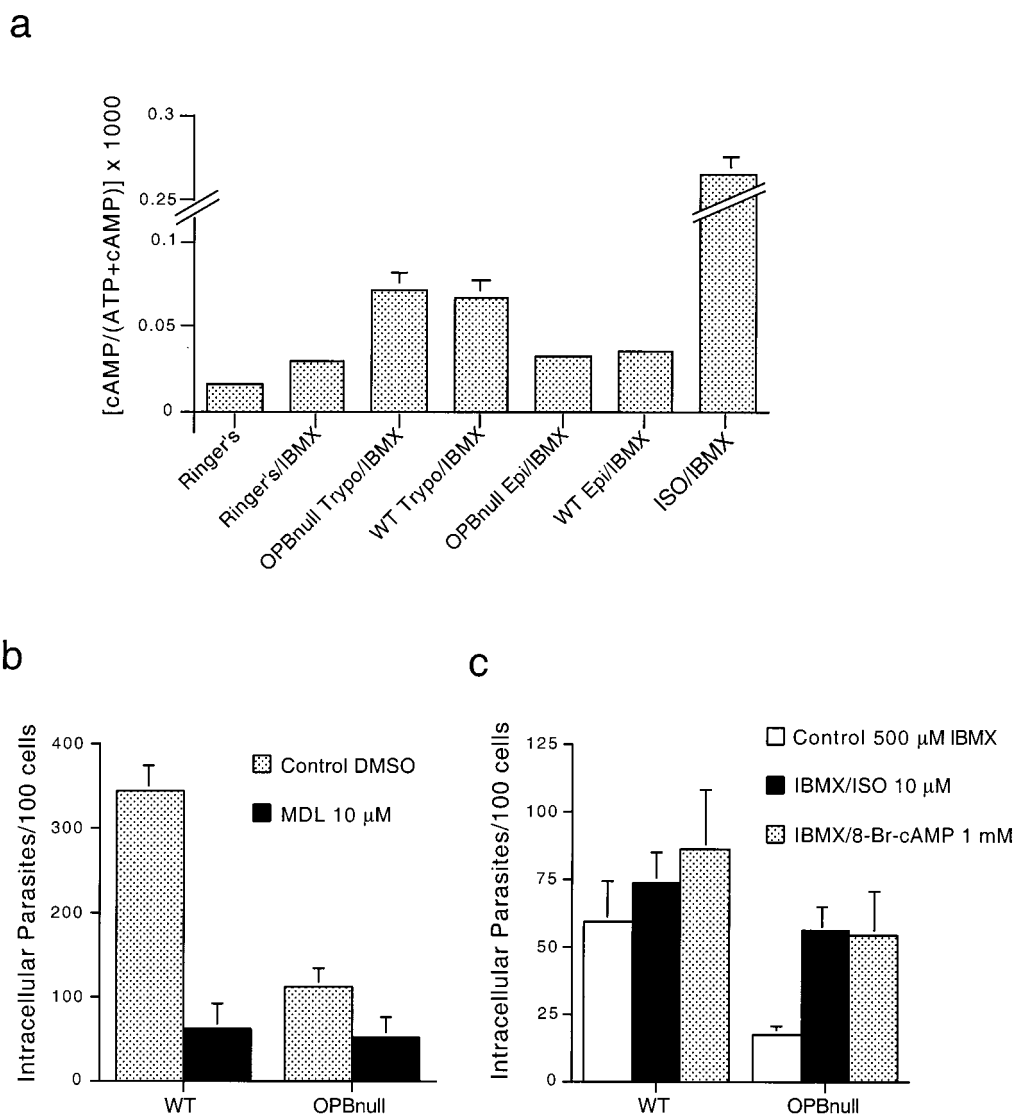 a
[cAMP/(ATP+cAMP)] x 1000
0.3
0.25
0.1
0.05
0
Ringer's
Ringer's/IBMX
OPBnull Trypo/IBMX
WT Trypo/IBMX
OPBnull Epi/IBMX
WT Epi/IBMX
ISO/IBMX
b
Intracellular Parasites/100 cells
400
300
200
100
0
Control DMSO
MDL 10 μM
WT
OPBnull
c
Intracellular Parasites/100 cells
125
100
75
50
25
0
Control 500 μM IBMX
IBMX/ISO 10 μM
IBMX/8-Br-cAMP 1 mM
WT
OPBnull